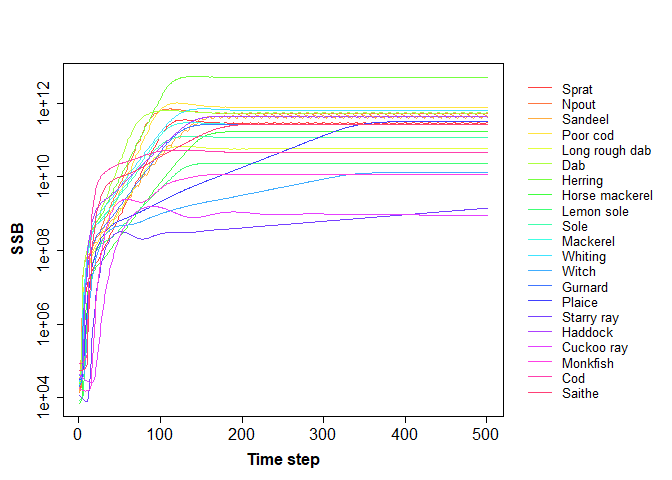 1e+12
1e+10
1e+08
1e+06
1e+04
SSB
0
100
200
300
400
500
Time step
Sprat
Npout
Sandeel
Poor cod
Long rough dab
Dab
Herring
Horse mackerel
Lemon sole
Sole
Mackerel
Whiting
Witch
Gurnard
Plaice
Starry ray
Haddock
Cuckoo ray
Monkfish
Cod
Saithe